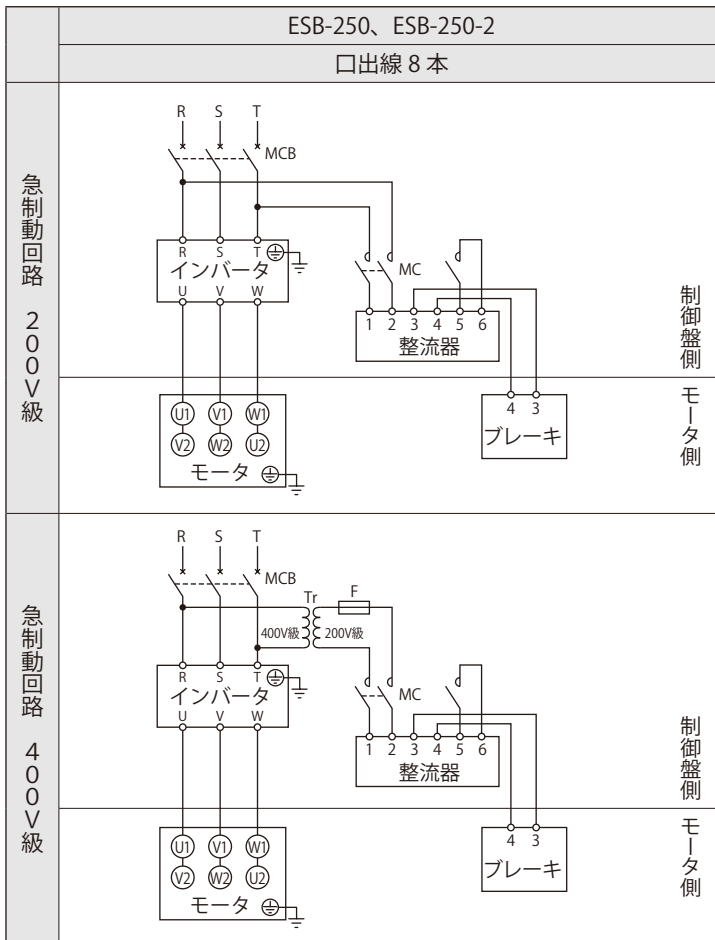 ESB-250、ESB-250-2
口出線 8 本
急制動回路 200V級
R S T
MCB
R S T
インバータ
U V W
MC
1 2 3 4 5 6
整流器
制御盤側
モータ側
U1 V1 W1
V2 W2 U2
モータ
4 3
ブレーキ
急制動回路 400V級
R S T
MCB
Tr
F
400V級
200V級
R S T
インバータ
U V W
MC
1 2 3 4 5 6
整流器
制御盤側
モータ側
U1 V1 W1
V2 W2 U2
モータ
4 3
ブレーキ